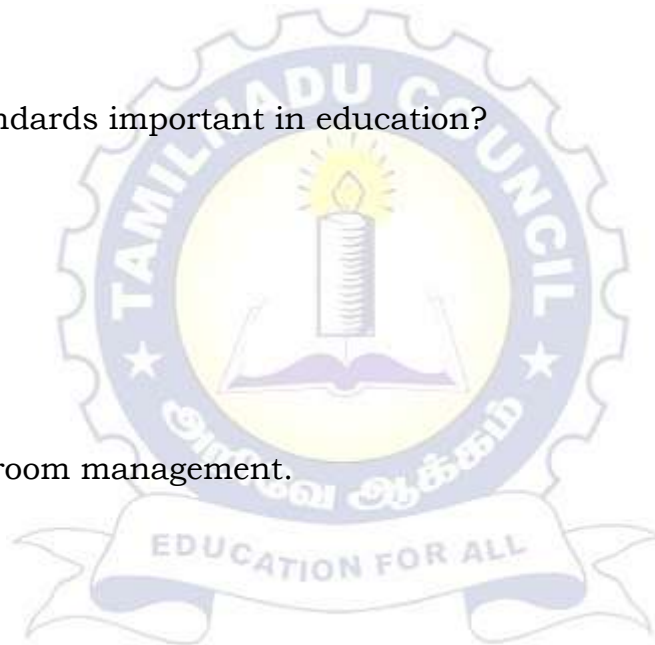 ndards important in education?
TAMILNADU COUNCIL
room management.
அறிவே ஆக்கம்
EDUCATION FOR ALL